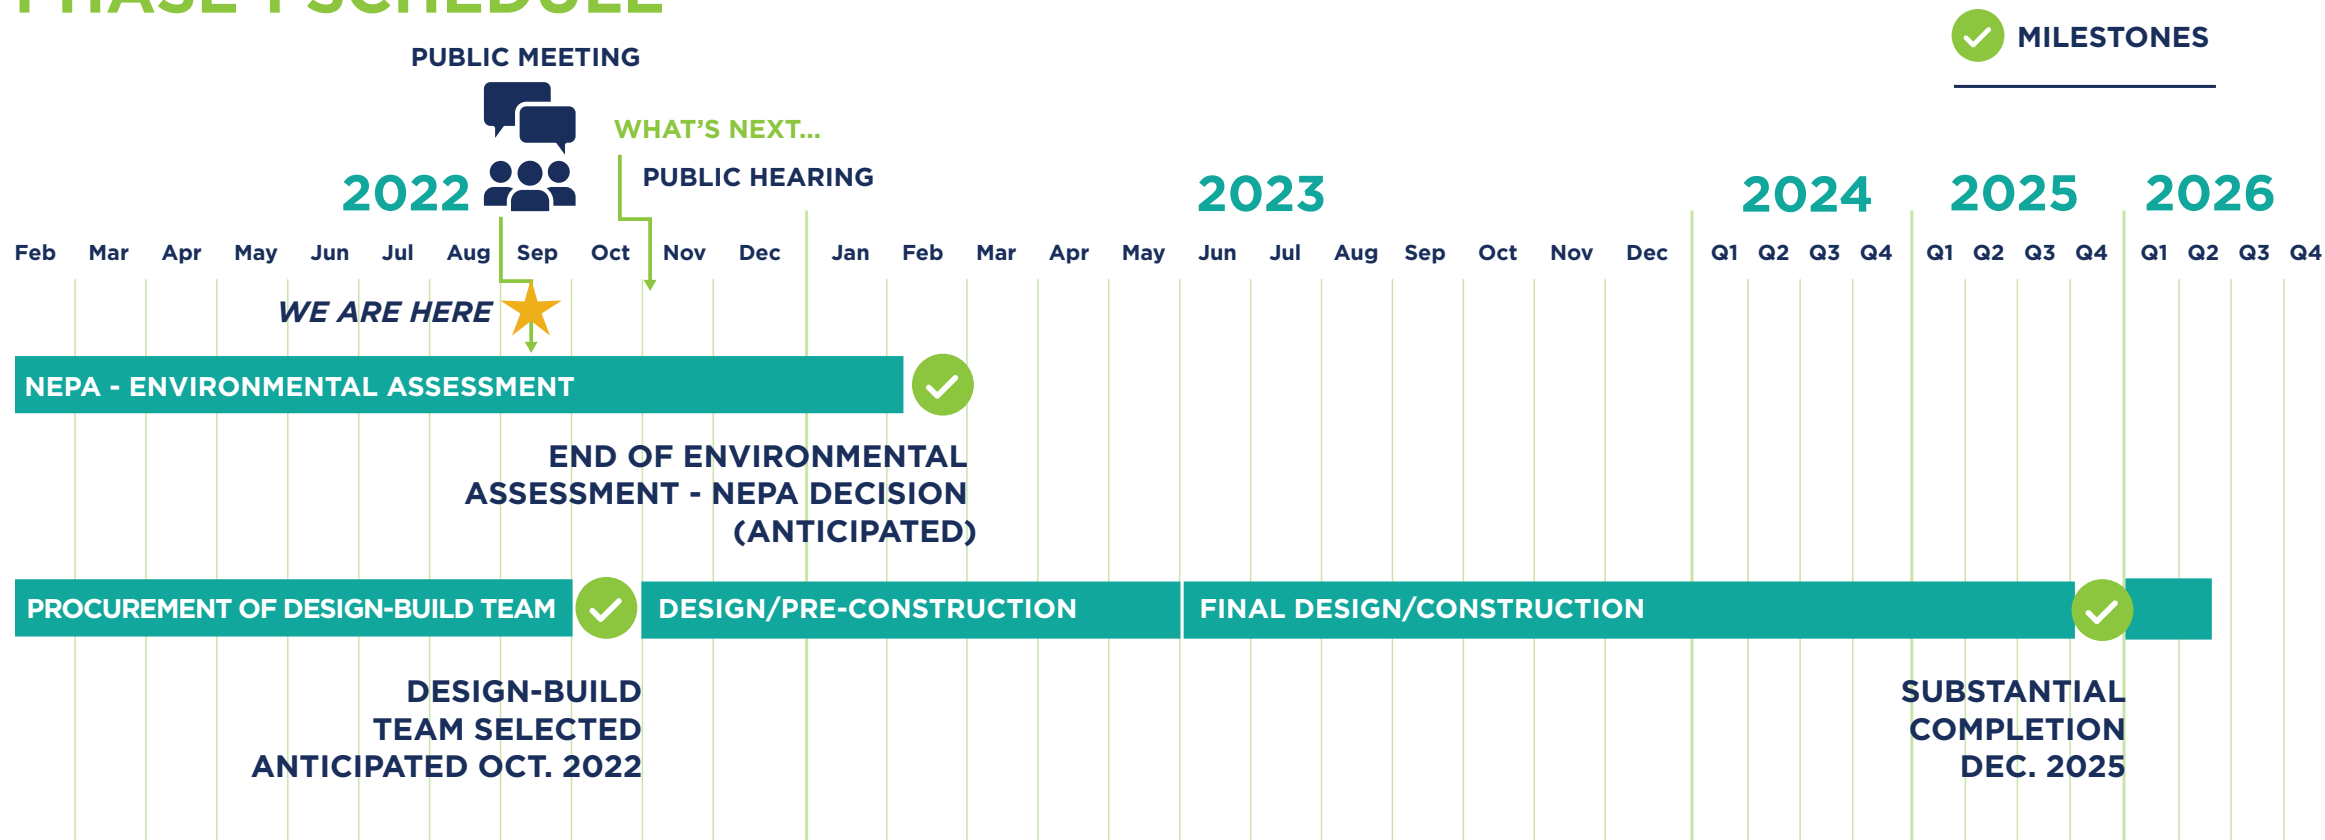 PHASE 1 SCHEDULE
MILESTONES
PUBLIC MEETING
WHAT'S NEXT...
PUBLIC HEARING
2022 2023 2024 2025 2026
Feb Mar Apr May Jun Jul Aug Sep Oct Nov Dec Jan Feb Mar Apr May Jun Jul Aug Sep Oct Nov Dec Q1 Q2 Q3 Q4 Q1 Q2 Q3 Q4 Q1 Q2 Q3 Q4
WE ARE HERE
NEPA - ENVIRONMENTAL ASSESSMENT
END OF ENVIRONMENTAL
ASSESSMENT - NEPA DECISION
(ANTICIPATED)
PROCUREMENT OF DESIGN-BUILD TEAM
DESIGN/PRE-CONSTRUCTION
FINAL DESIGN/CONSTRUCTION
DESIGN-BUILD
TEAM SELECTED
ANTICIPATED OCT. 2022
SUBSTANTIAL
COMPLETION
DEC. 2025